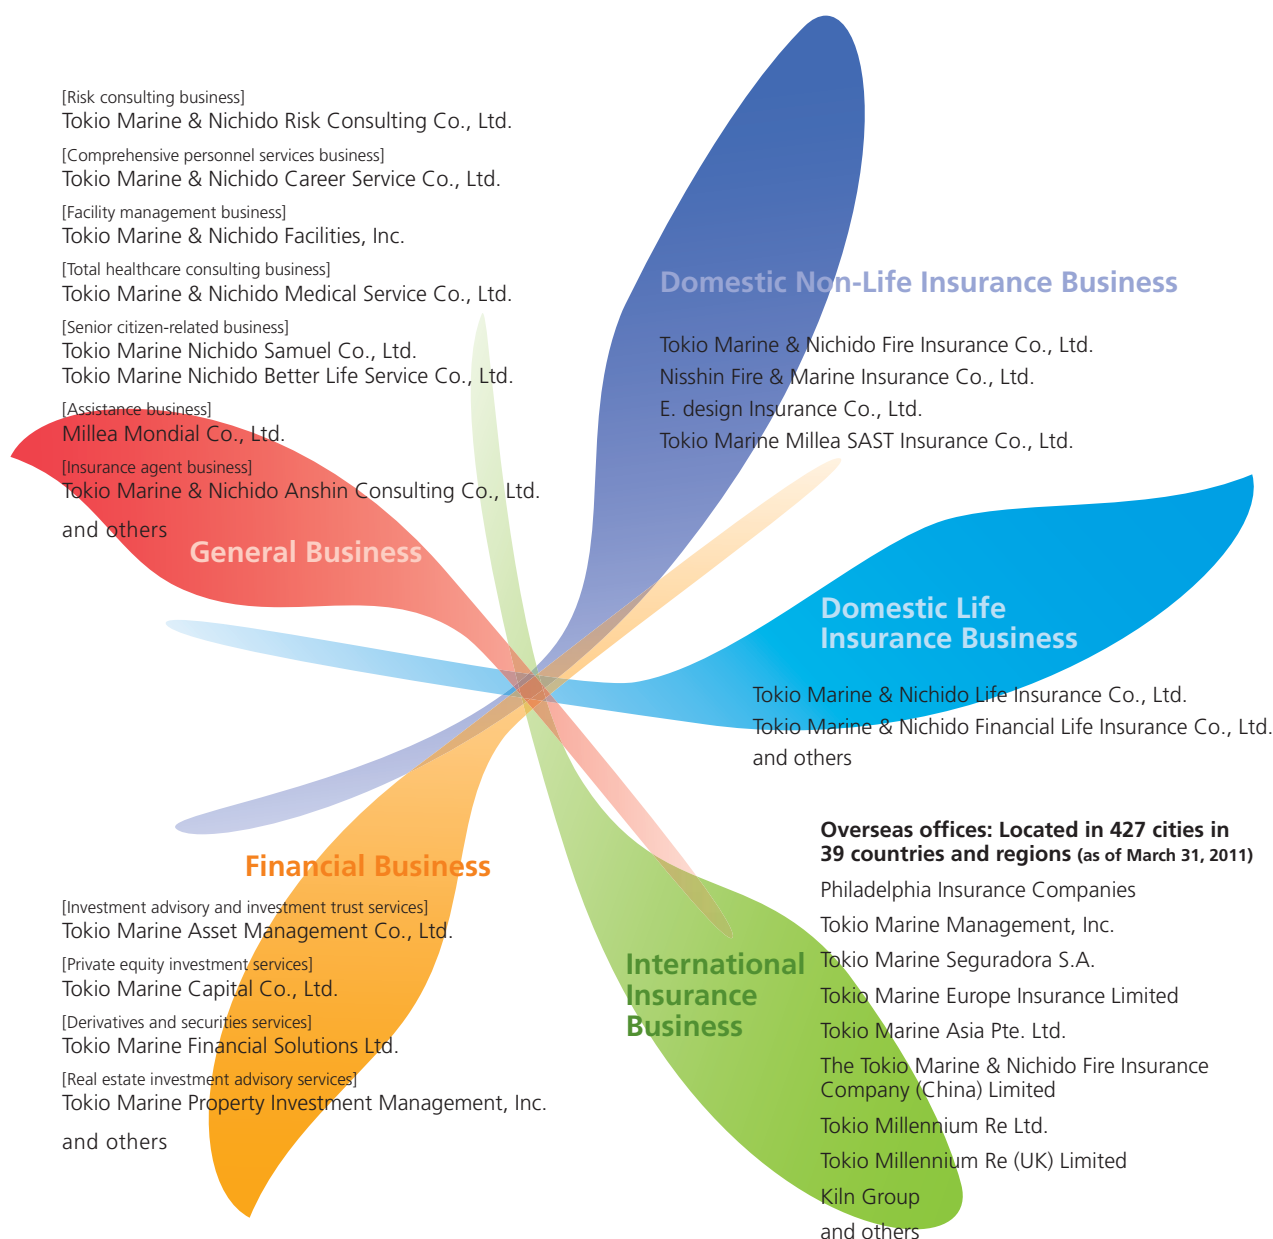 [Risk consulting business]
Tokio Marine & Nichido Risk Consulting Co., Ltd.
[Comprehensive personnel services business]
Tokio Marine & Nichido Career Service Co., Ltd.
[Facility management business]
Tokio Marine & Nichido Facilities, Inc.
[Total healthcare consulting business]
Tokio Marine & Nichido Medical Service Co., Ltd.
[Senior citizen-related business]
Tokio Marine Nichido Samuel Co., Ltd.
Tokio Marine Nichido Better Life Service Co., Ltd.
[Assistance business]
Millea Mondial Co., Ltd.
[Insurance agent business]
Tokio Marine & Nichido Anshin Consulting Co., Ltd.
and others
General Business
Domestic Non-Life Insurance Business
Tokio Marine & Nichido Fire Insurance Co., Ltd.
Nisshin Fire & Marine Insurance Co., Ltd.
E. design Insurance Co., Ltd.
Tokio Marine Millea SAST Insurance Co., Ltd.
Domestic Life
Insurance Business
Tokio Marine & Nichido Life Insurance Co., Ltd.
Tokio Marine & Nichido Financial Life Insurance Co., Ltd.
and others
Financial Business
[Investment advisory and investment trust services]
Tokio Marine Asset Management Co., Ltd.
[Private equity investment services]
Tokio Marine Capital Co., Ltd.
[Derivatives and securities services]
Tokio Marine Financial Solutions Ltd.
[Real estate investment advisory services]
Tokio Marine Property Investment Management, Inc.
and others
International
Insurance
Business
Overseas offices: Located in 427 cities in
39 countries and regions (as of March 31, 2011)
Philadelphia Insurance Companies
Tokio Marine Management, Inc.
Tokio Marine Seguradora S.A.
Tokio Marine Europe Insurance Limited
Tokio Marine Asia Pte. Ltd.
The Tokio Marine & Nichido Fire Insurance
Company (China) Limited
Tokio Millennium Re Ltd.
Tokio Millennium Re (UK) Limited
Kiln Group
and others